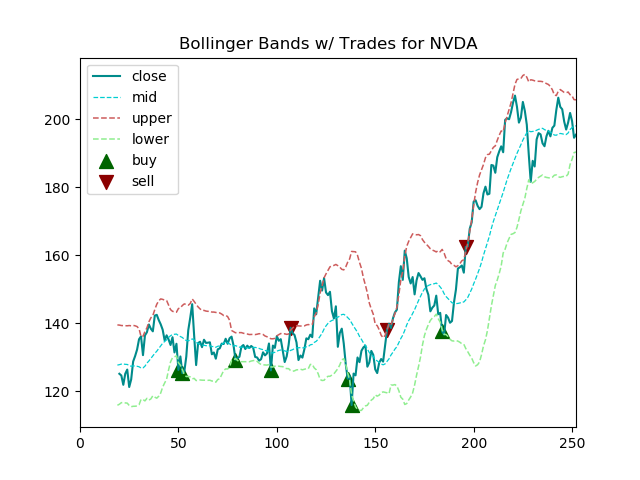 Bollinger Bands w/ Trades for NVDA
close
mid
upper
lower
buy
sell
200
180
160
140
120
0 50 100 150 200 250